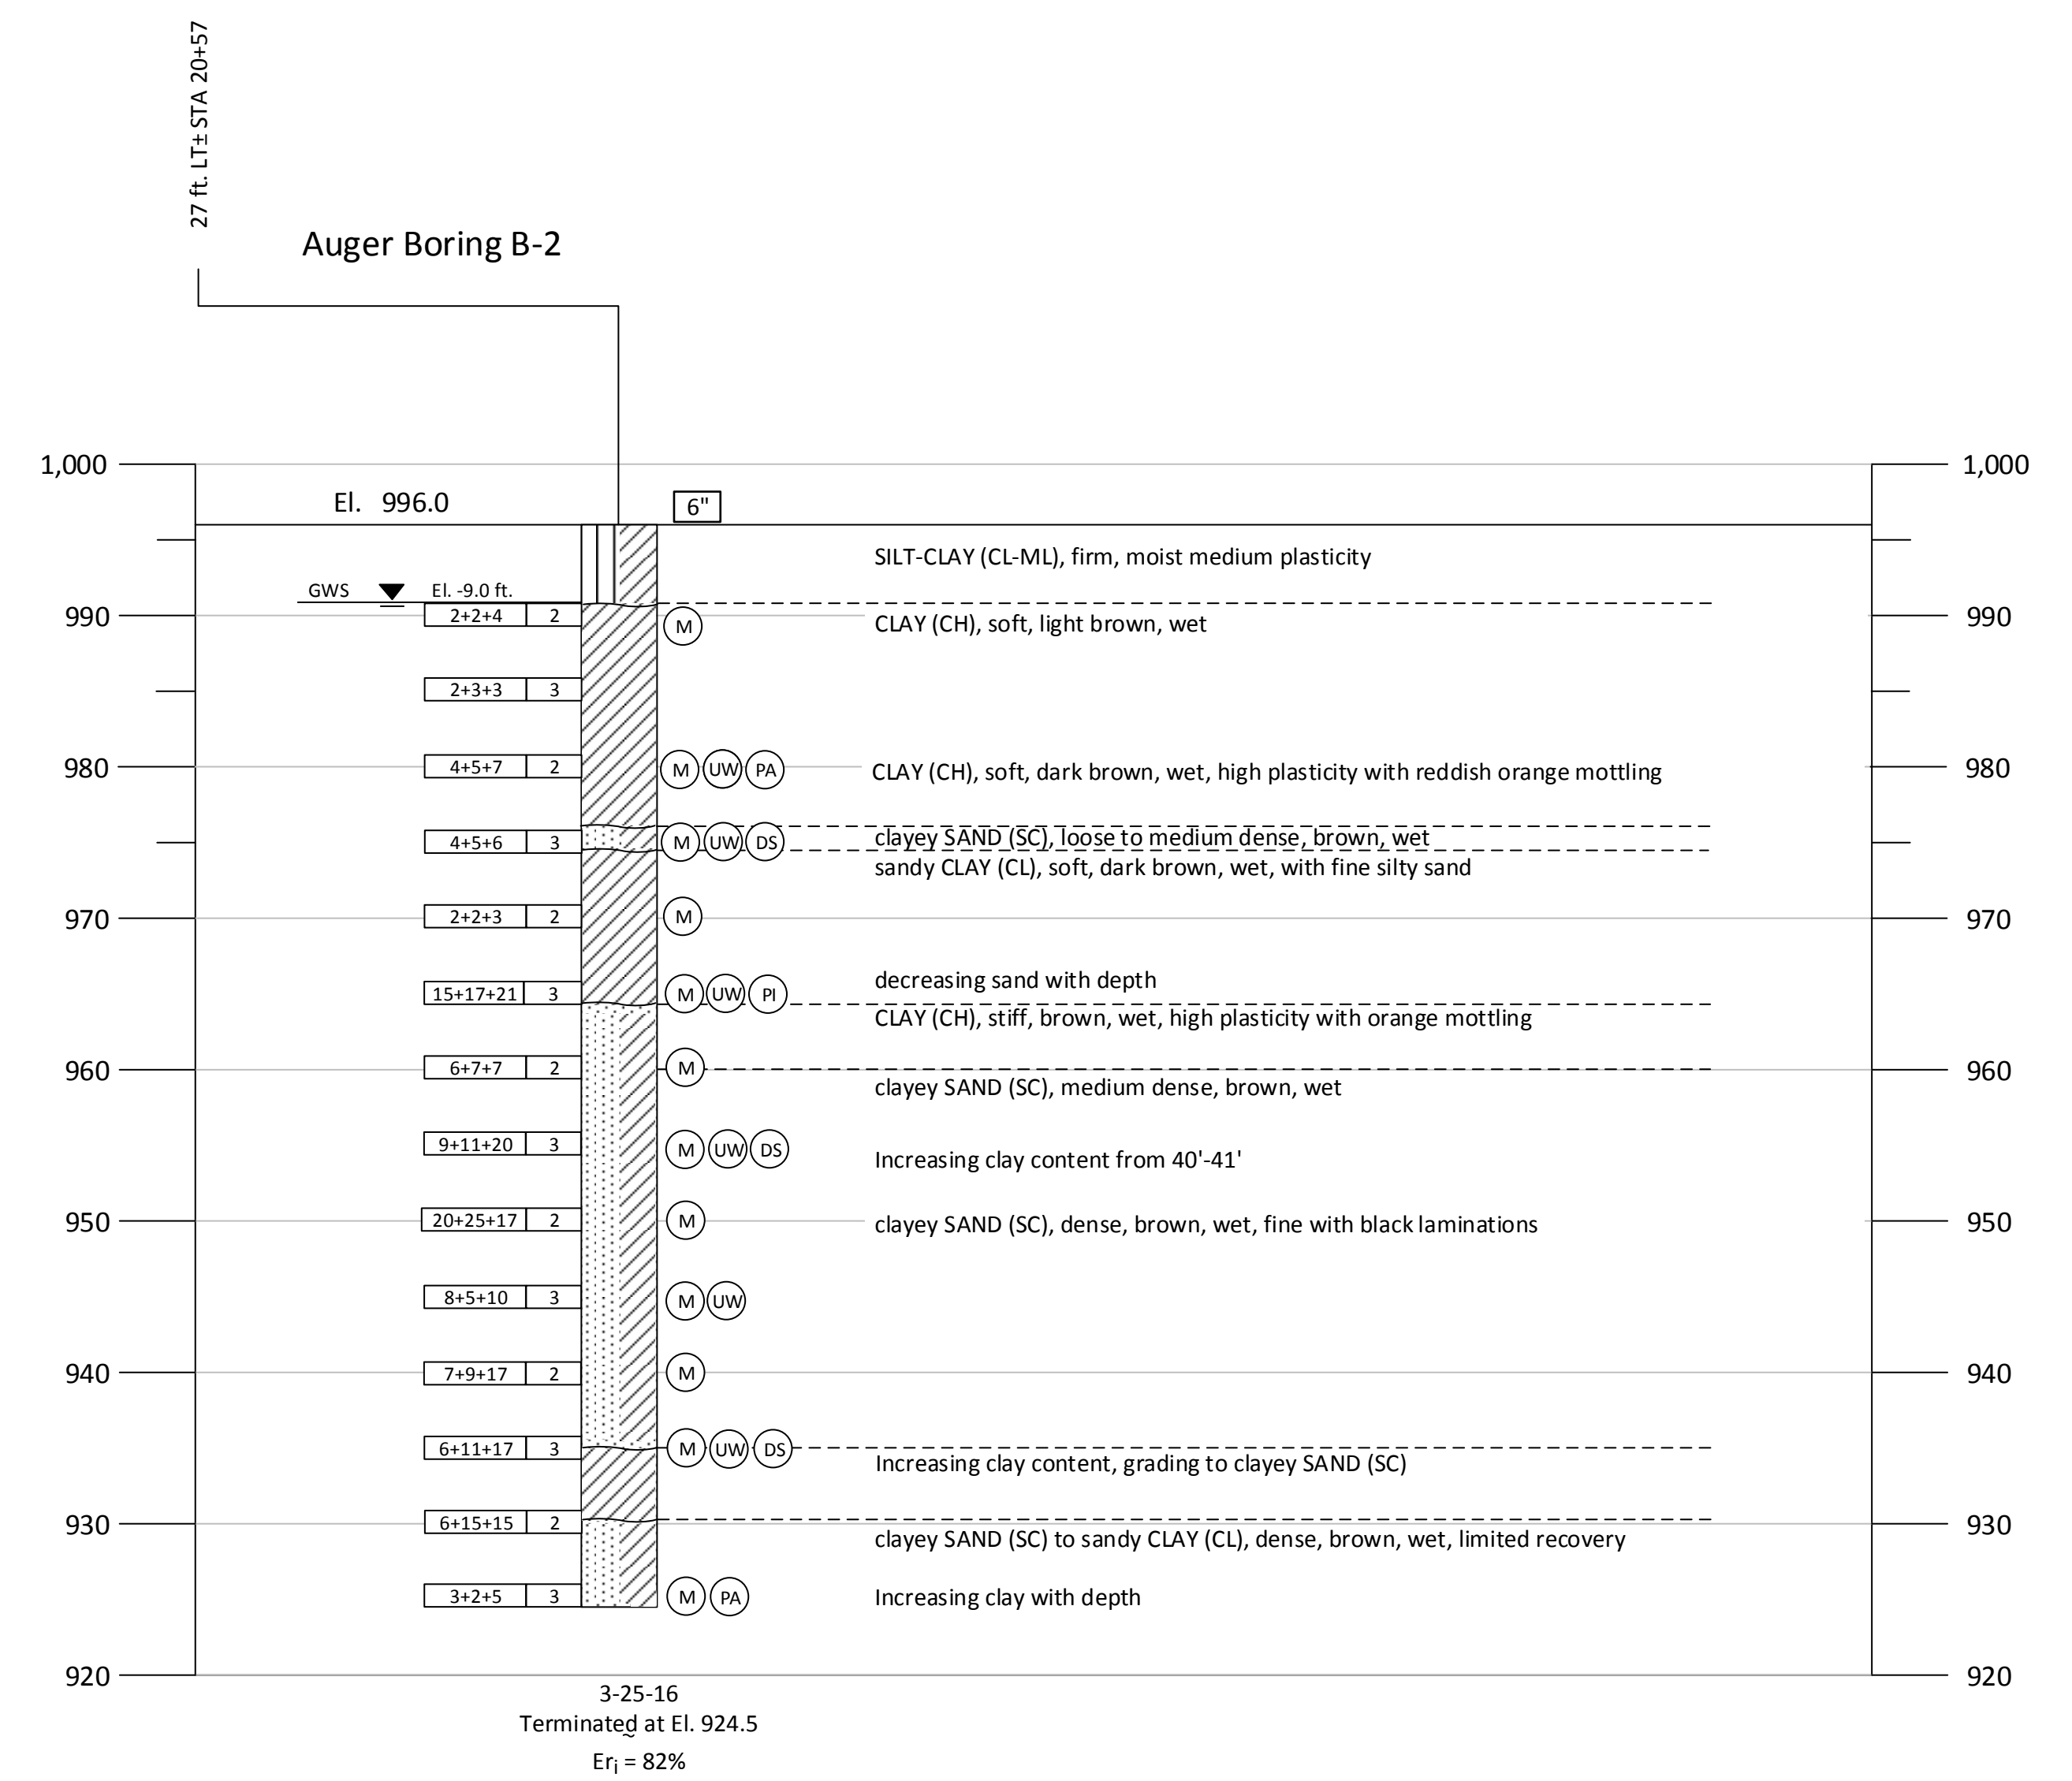 27 ft. LT± STA 20+57
Auger Boring B-2
1,000 1,000
El. 996.0 6"
SILT-CLAY (CL-ML), firm, moist medium plasticity
GWS El. -9.0 ft.
990 2+2+4 2 M CLAY (CH), soft, light brown, wet 990
2+3+3 3
980 4+5+7 2 M UW PA CLAY (CH), soft, dark brown, wet, high plasticity with reddish orange mottling 980
4+5+6 3 M UW DS clayey SAND (SC), loose to medium dense, brown, wet
sandy CLAY (CL), soft, dark brown, wet, with fine silty sand
970 2+2+3 2 M 970
decreasing sand with depth
15+17+21 3 M UW PI
CLAY (CH), stiff, brown, wet, high plasticity with orange mottling
960 6+7+7 2 M 960
clayey SAND (SC), medium dense, brown, wet
9+11+20 3 M UW DS
Increasing clay content from 40'-41'
950 20+25+17 2 M clayey SAND (SC), dense, brown, wet, fine with black laminations 950
8+5+10 3 M UW
940 7+9+17 2 M 940
6+11+17 3 M UW DS
Increasing clay content, grading to clayey SAND (SC)
930 6+15+15 2 930
clayey SAND (SC) to sandy CLAY (CL), dense, brown, wet, limited recovery
3+2+5 3 M PA Increasing clay with depth
920 920
3-25-16
Terminated at El. 924.5
~
Er<sub>i</sub> = 82%